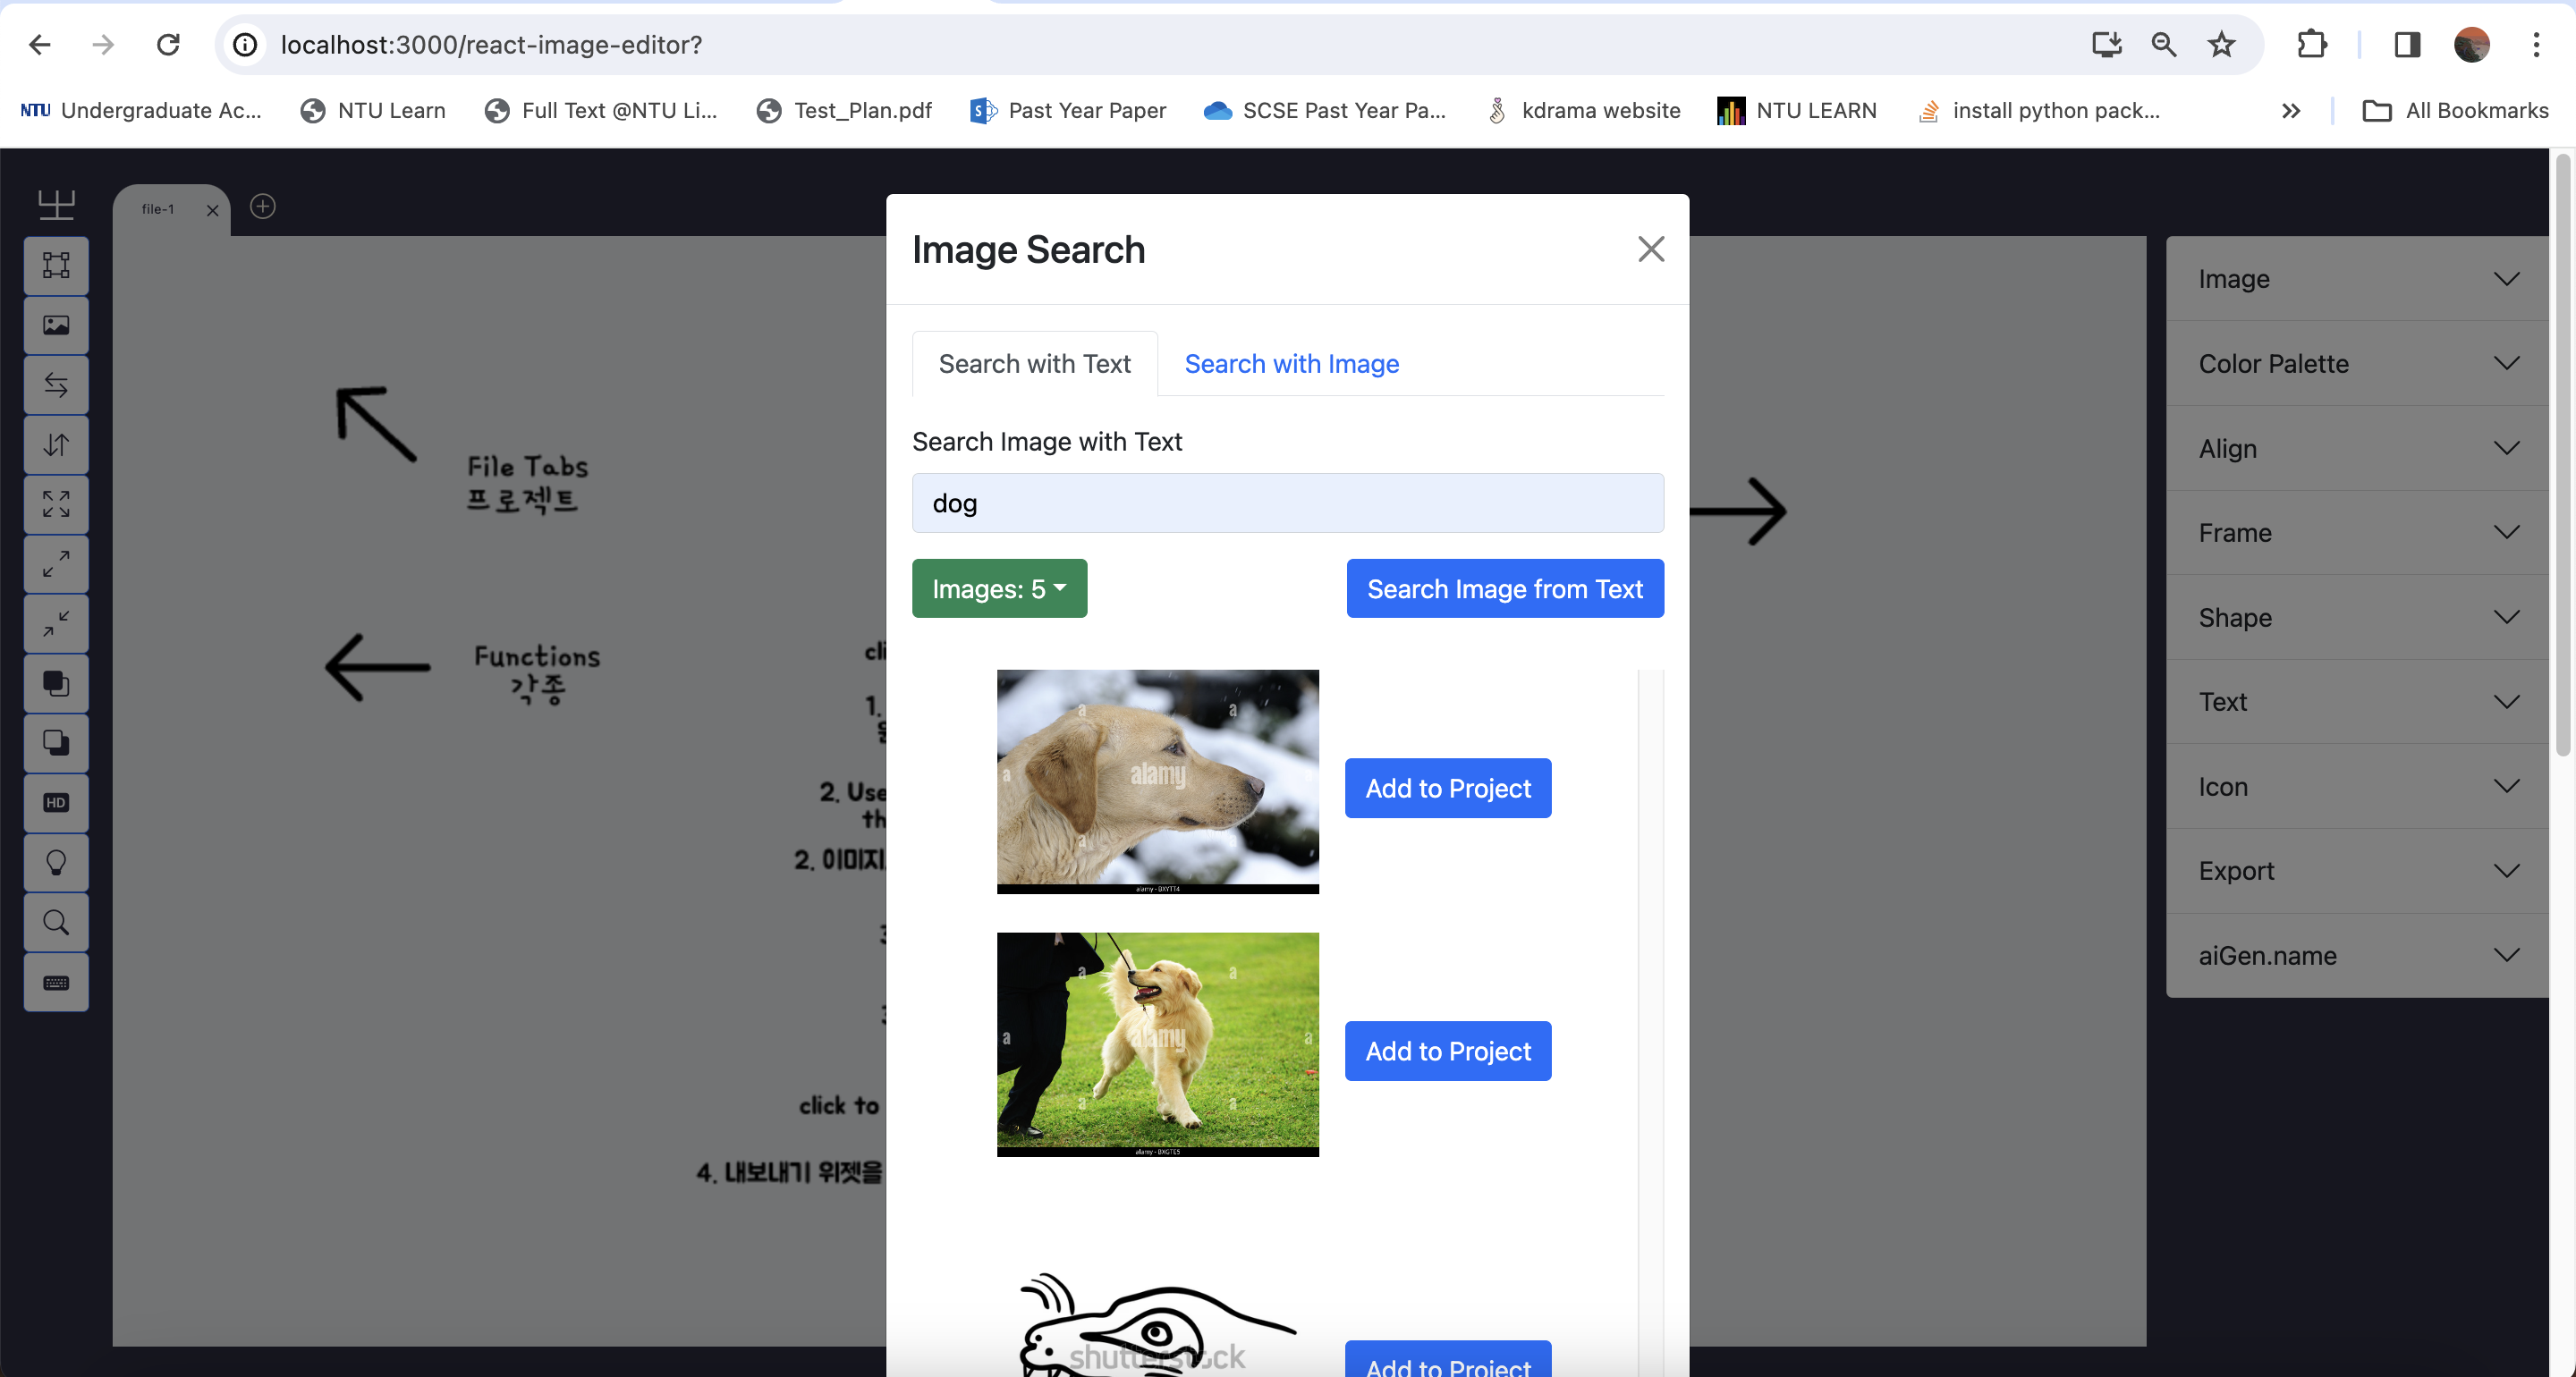 localhost:3000/react-image-editor?
NTU Undergraduate Ac...
NTU Learn
Full Text @NTU Li...
Test_Plan.pdf
Past Year Paper
SCSE Past Year Pa...
kdrama website
NTU LEARN
install python pack...
All Bookmarks
file-1
Image Search
Search with Text
Search with Image
Search Image with Text
dog
Images: 5
Search Image from Text
alamy
alamy - DXYTT4
Add to Project
alamy
Add to Project
shutterstock
Add to Project
File Tabs
프로젝트
Functions
각종
1.
2. Use
th
2. 이미지
click to
4. 내보내기 위젯을
HD
Image
Color Palette
Align
Frame
Shape
Text
Icon
Export
aiGen.name